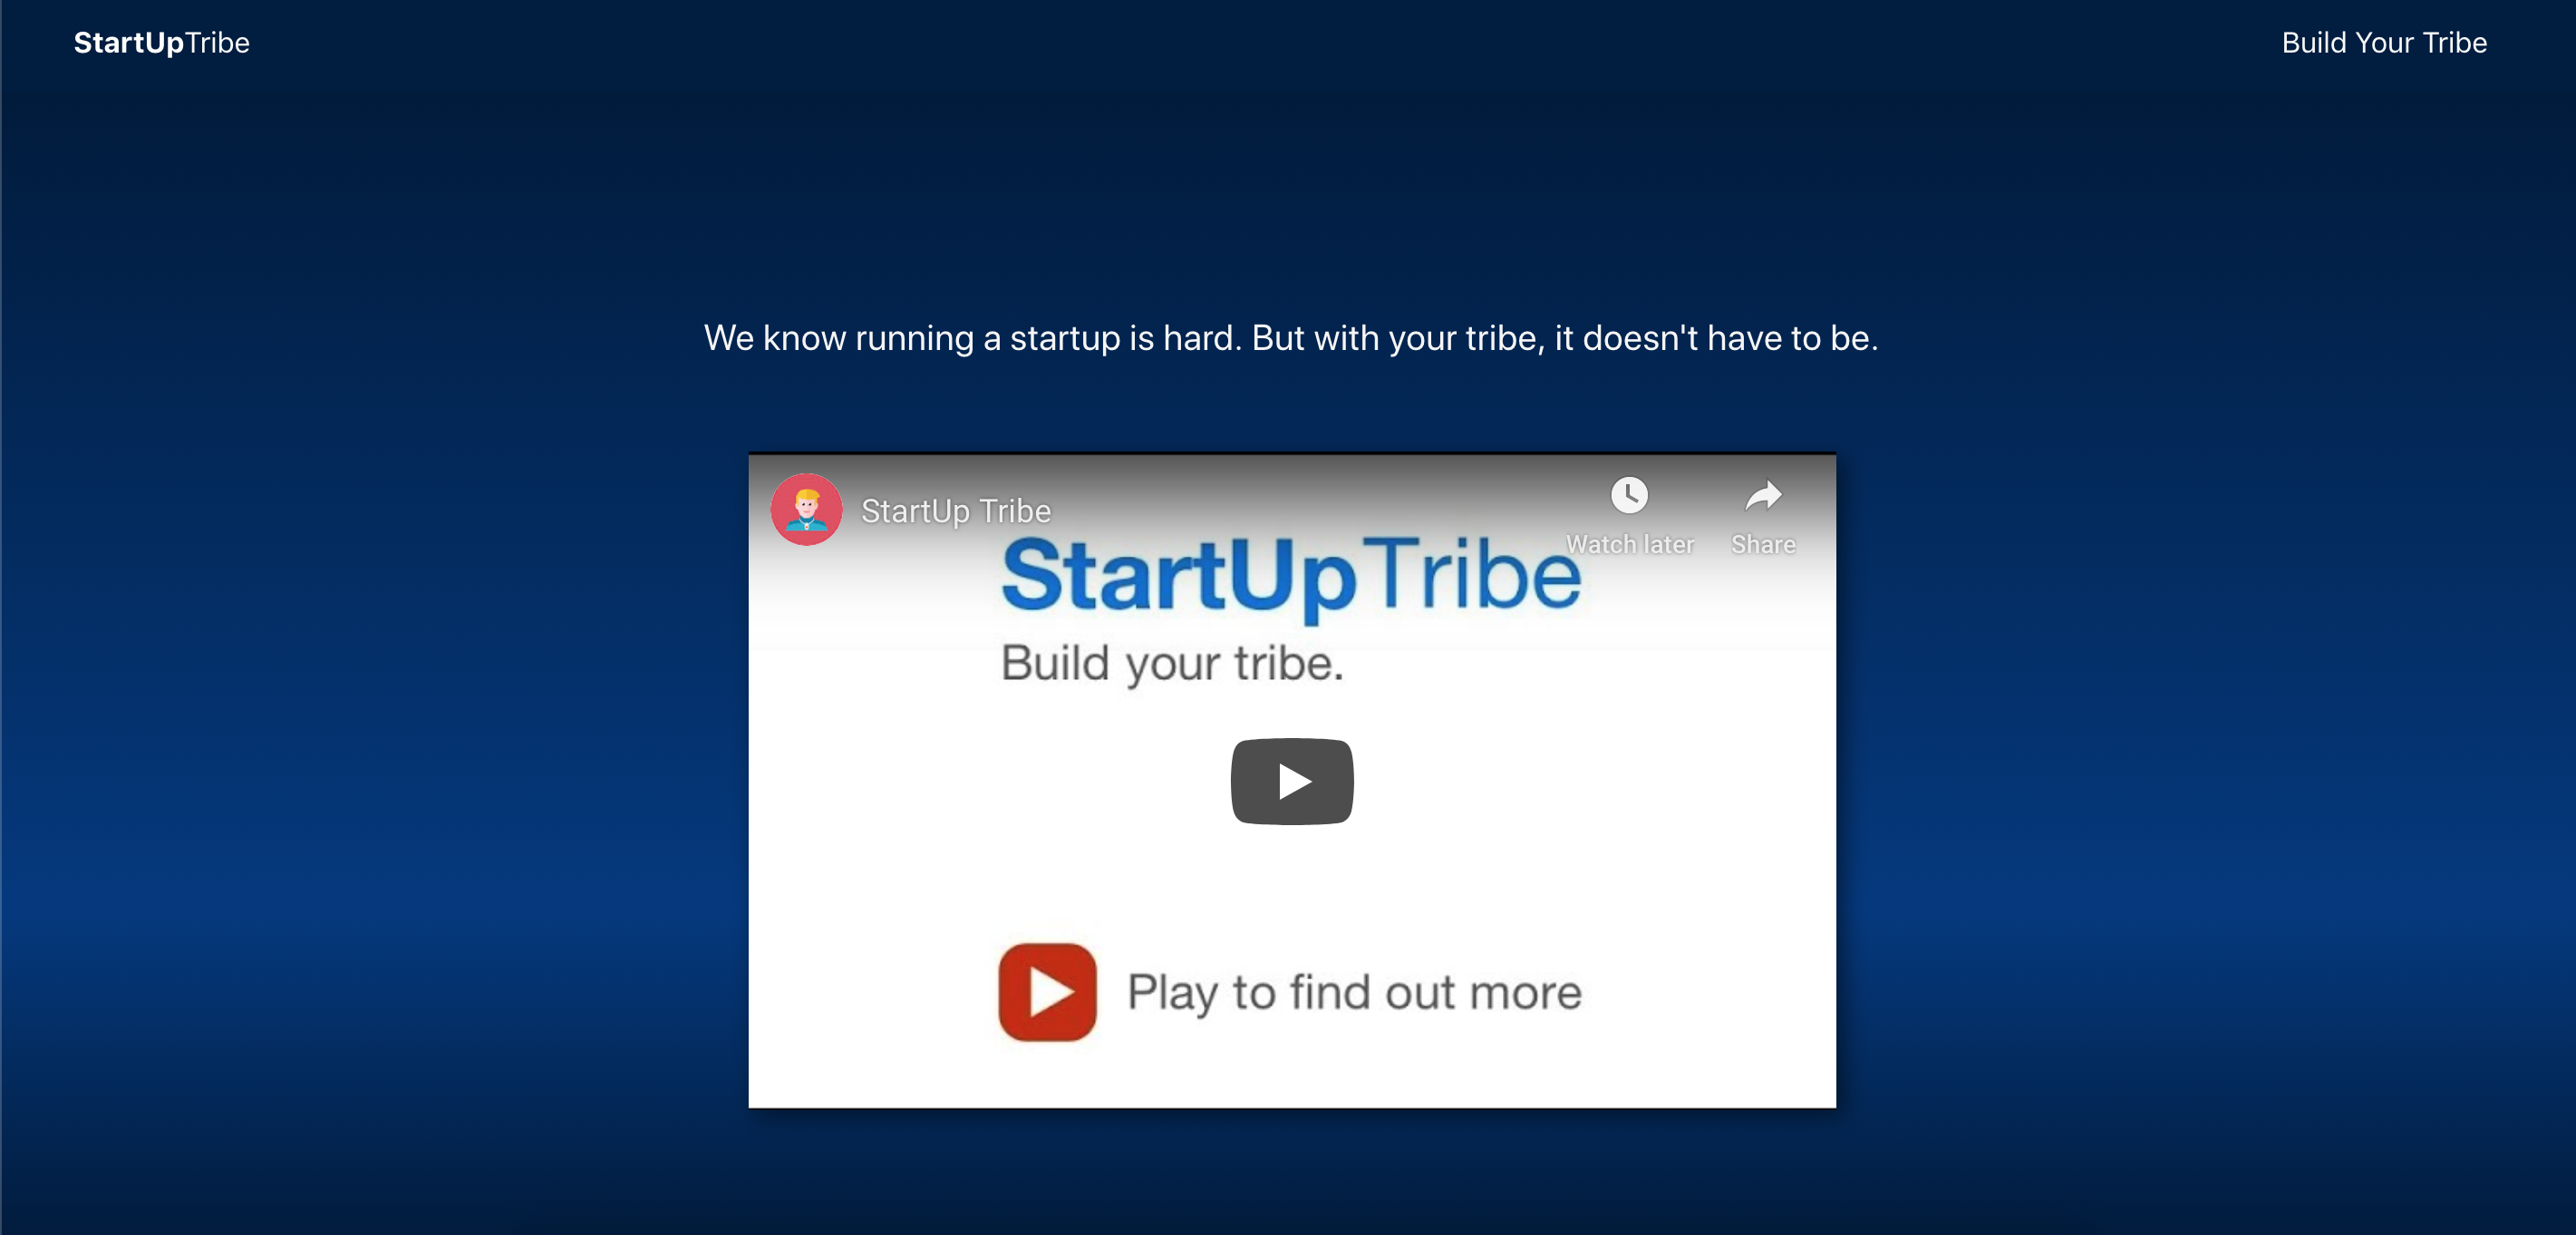 StartUpTribe
Build Your Tribe
We know running a startup is hard. But with your tribe, it doesn't have to be.
StartUp Tribe
Watch later
Share
StartUpTribe
Build your tribe.
Play to find out more